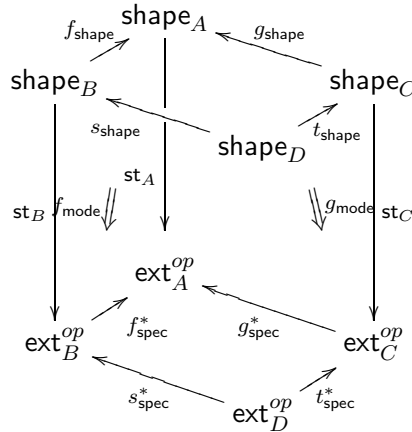 f_shape shape_A g_shape
shape_B shape_C
s_shape t_shape
shape_D
st_A
st_B f_mode g_mode st_C
ext_A^op
f*_spec g*_spec
ext_B^op ext_C^op
s*_spec t*_spec
ext_D^op